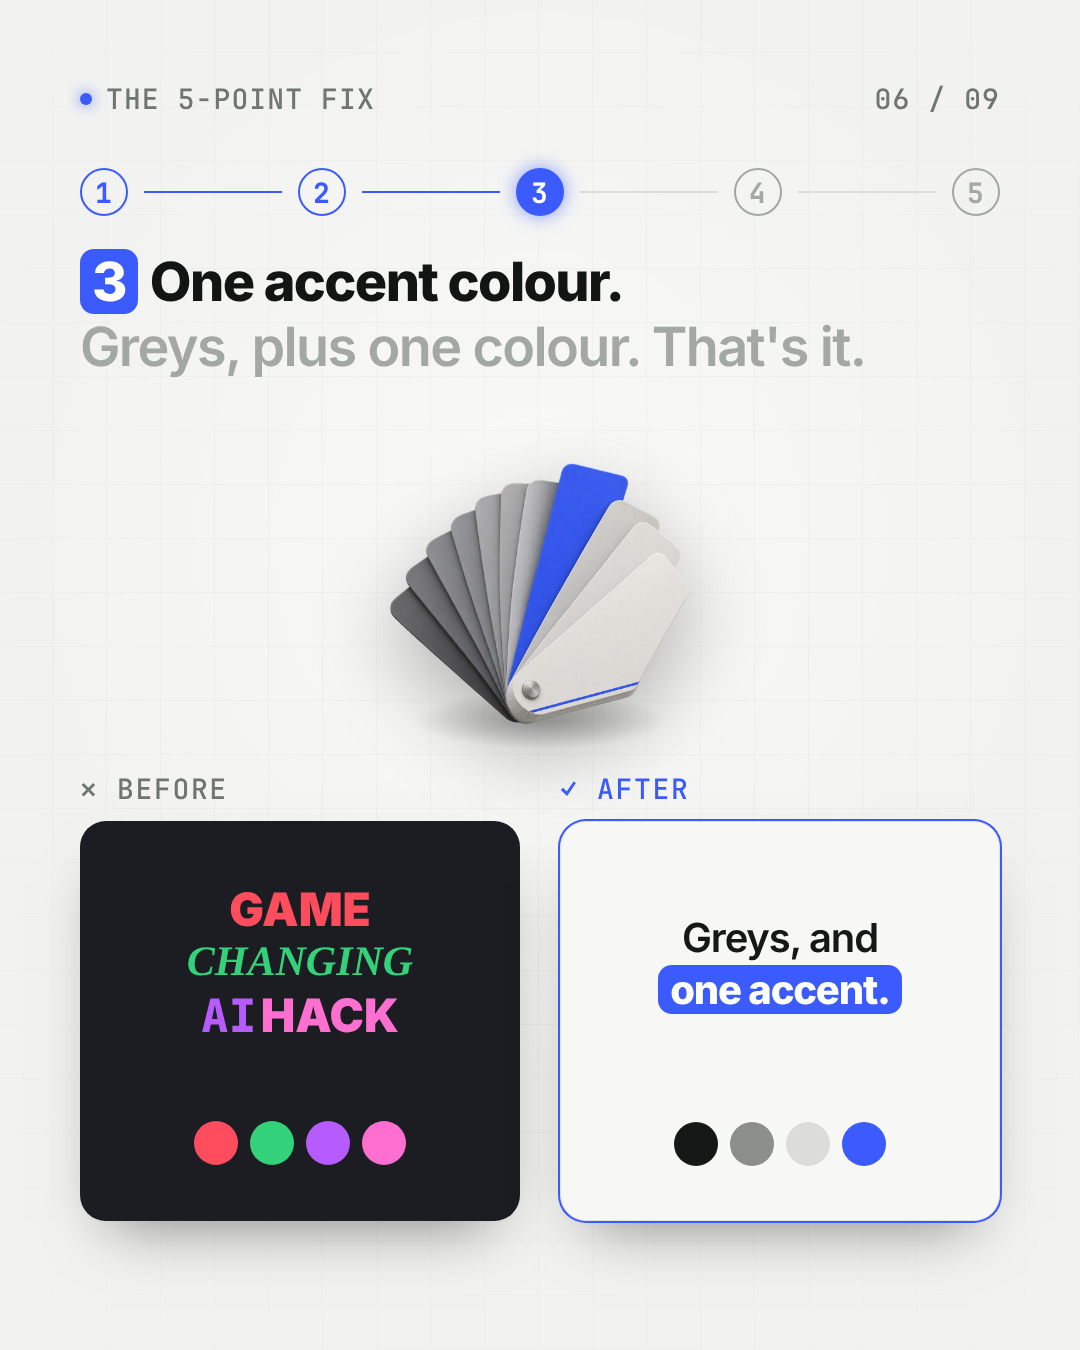 THE 5-POINT FIX
06 / 09
1 2 3 4 5
3 One accent colour.
Greys, plus one colour. That's it.
× BEFORE
✓ AFTER
GAME
CHANGING
AI HACK
Greys, and
one accent.